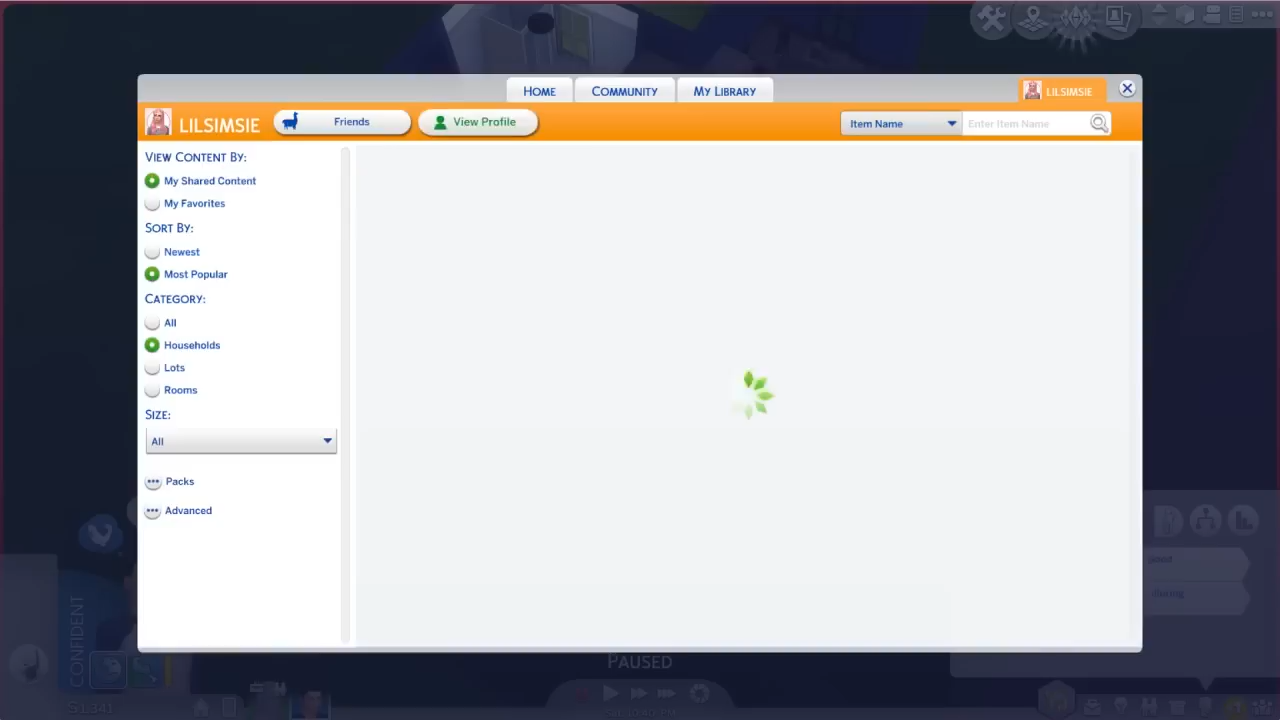 HOME
COMMUNITY
MY LIBRARY
LILSIMSIE
LILSIMSIE
Friends
View Profile
Item Name
Enter Item Name
VIEW CONTENT BY:
My Shared Content
My Favorites
SORT BY:
Newest
Most Popular
CATEGORY:
All
Households
Lots
Rooms
SIZE:
All
Packs
Advanced
CONFIDENT
PAUSED